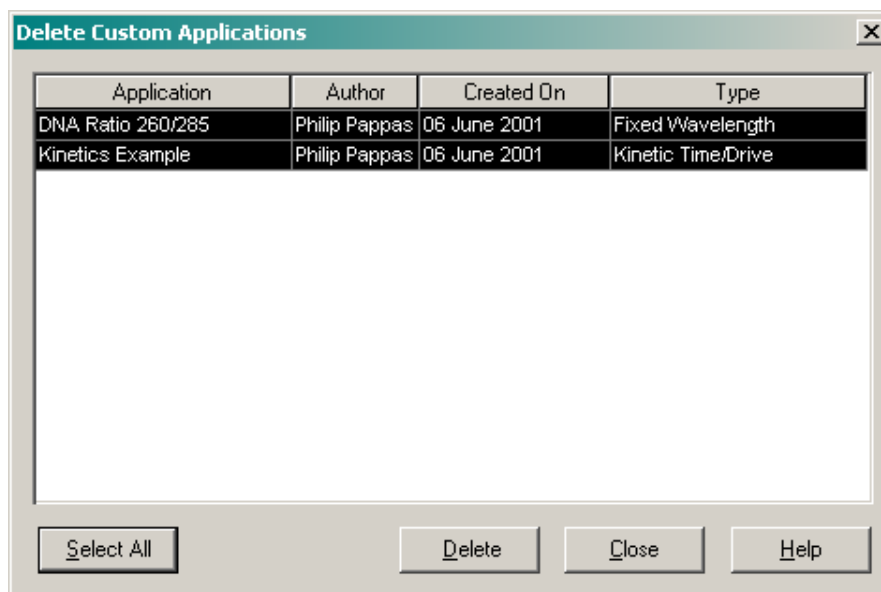 Delete Custom Applications
Application Author Created On Type
DNA Ratio 260/285 Philip Pappas 06 June 2001 Fixed Wavelength
Kinetics Example Philip Pappas 06 June 2001 Kinetic Time/Drive
Select All Delete Close Help